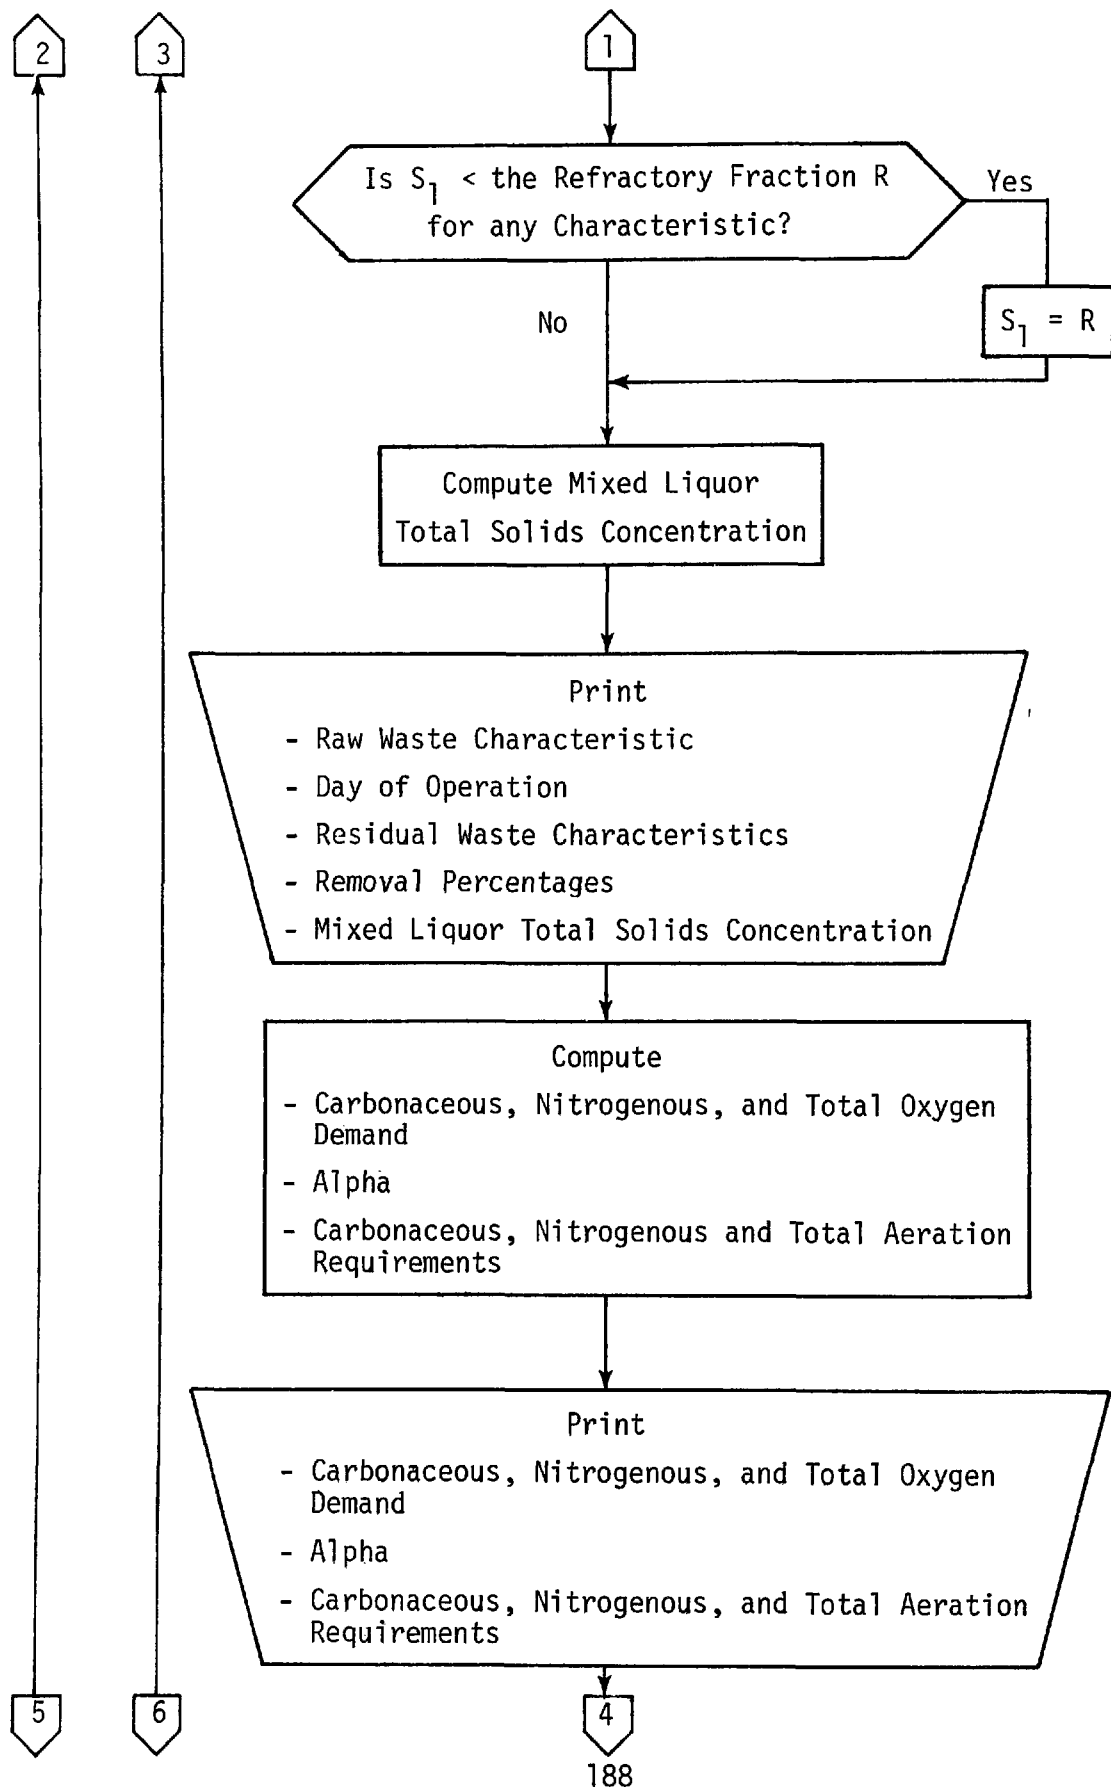 2
3
1
Is S1 < the Refractory Fraction R
for any Characteristic?
Yes
No
S1 = R
Compute Mixed Liquor
Total Solids Concentration
Print
- Raw Waste Characteristic
- Day of Operation
- Residual Waste Characteristics
- Removal Percentages
- Mixed Liquor Total Solids Concentration
Compute
- Carbonaceous, Nitrogenous, and Total Oxygen
Demand
- Alpha
- Carbonaceous, Nitrogenous and Total Aeration
Requirements
Print
- Carbonaceous, Nitrogenous, and Total Oxygen
Demand
- Alpha
- Carbonaceous, Nitrogenous, and Total Aeration
Requirements
5
6
4
188